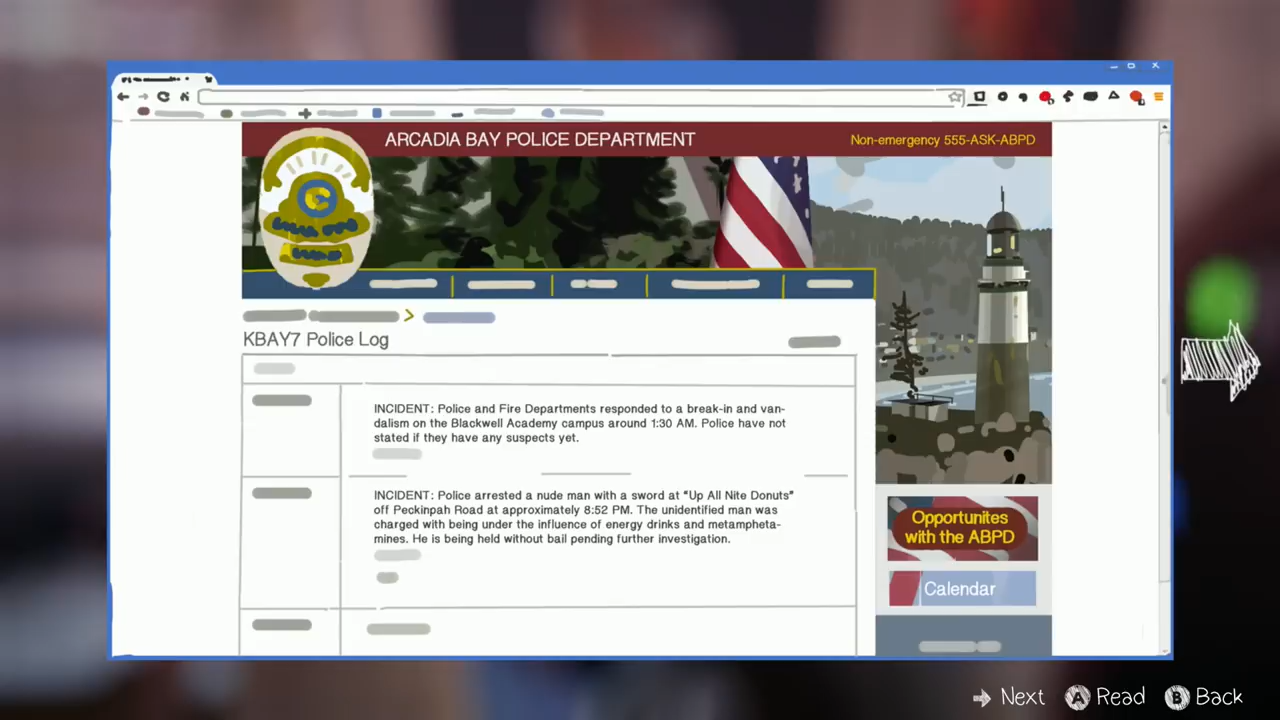 ARCADIA BAY POLICE DEPARTMENT
Non-emergency 555-ASK-ABPD
KBAY7 Police Log
INCIDENT: Police and Fire Departments responded to a break-in and van-
dalism on the Blackwell Academy campus around 1:30 AM. Police have not
stated if they have any suspects yet.
INCIDENT: Police arrested a nude man with a sword at “Up All Nite Donuts”
off Peckinpah Road at approximately 8:52 PM. The unidentified man was
charged with being under the influence of energy drinks and metampheta-
mines. He is being held without bail pending further investigation.
Opportunites
with the ABPD
Calendar
Next
A Read
B Back